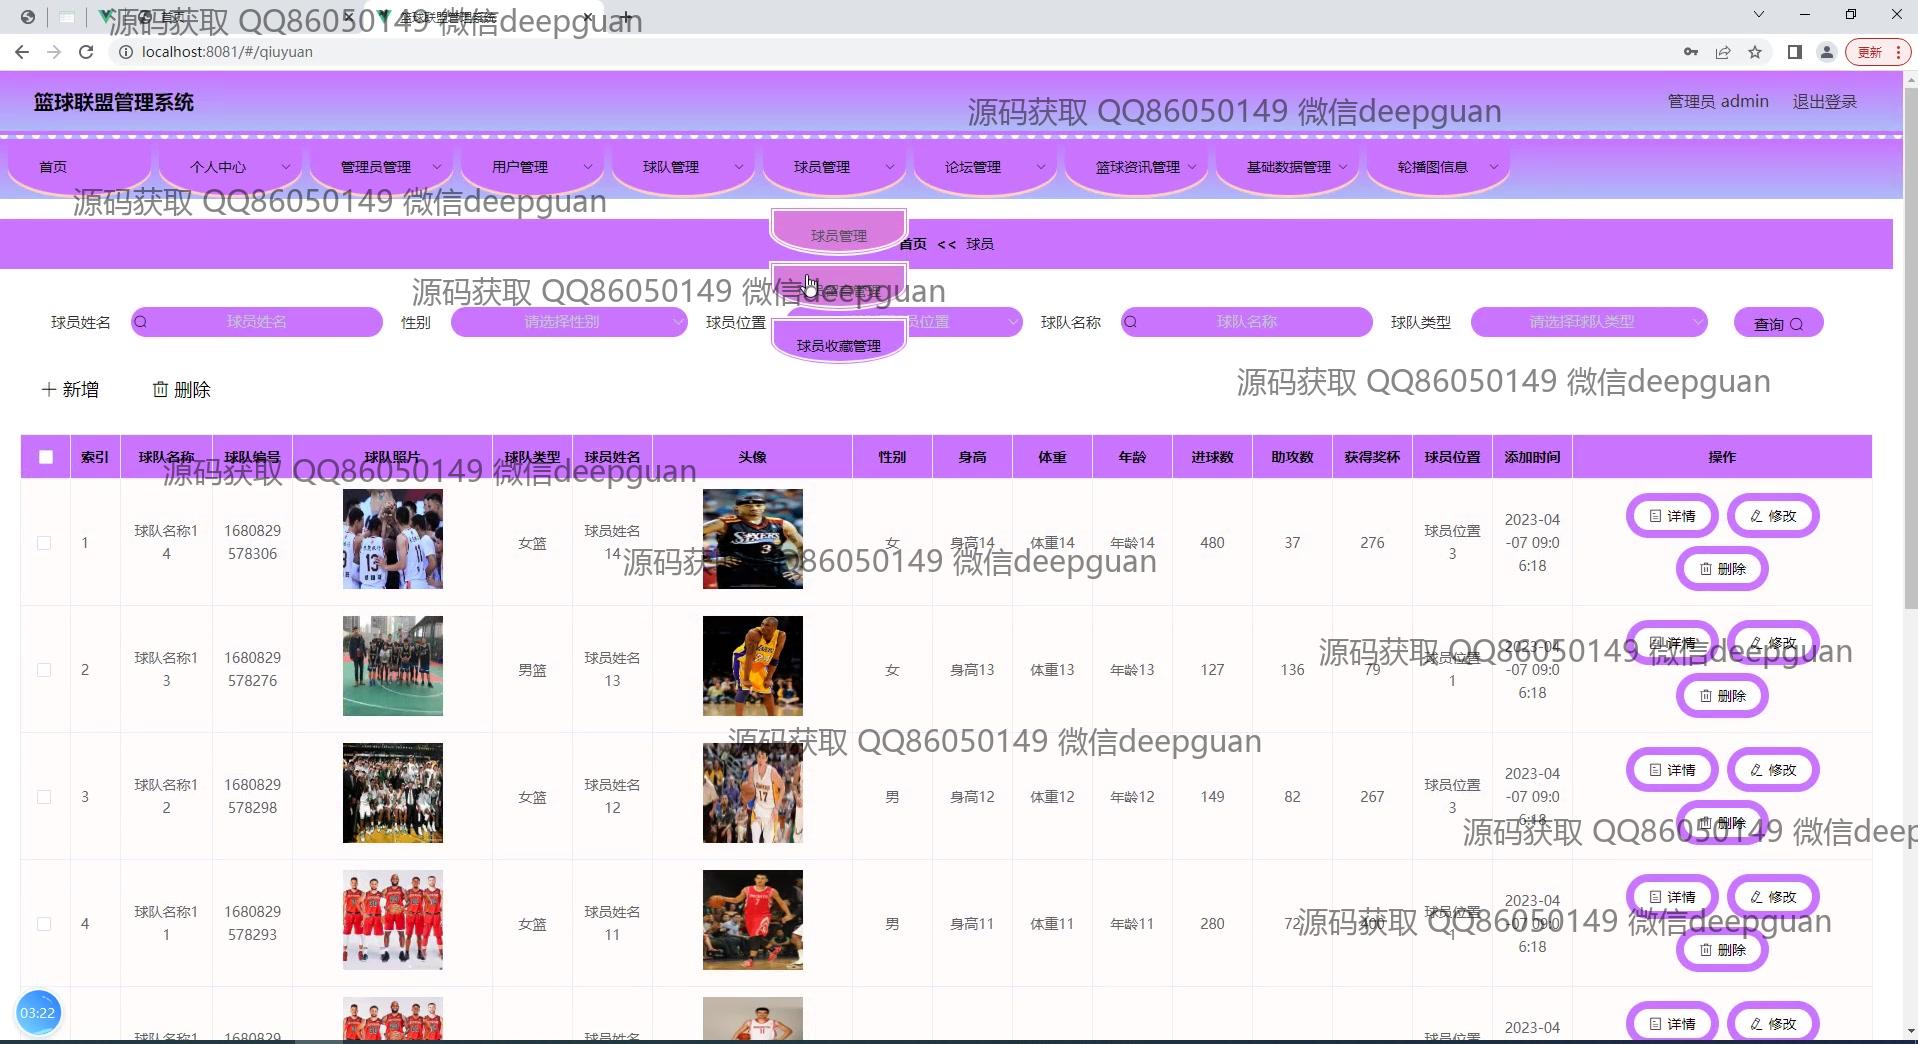 篮球联盟管理系统
源码获取 QQ86050149 微信deepguan
localhost:8081/#/qiuyuan
更新
篮球联盟管理系统
源码获取 QQ86050149 微信deepguan
管理员 admin 退出登录
首页 个人中心 管理员管理 用户管理 球队管理 球员管理 论坛管理 篮球资讯管理 基础数据管理 轮播图信息
源码获取 QQ86050149 微信deepguan
球员管理
首页 << 球员
源码获取 QQ86050149 微信deepguan
球员姓名 球员姓名 性别 请选择性别 球员位置 员位置 球队名称 球队名称 球队类型 请选择球队类型 查询
球员收藏管理
新增 删除
源码获取 QQ86050149 微信deepguan
索引 球队名称 球队编号 球队照片 球队类型 球员姓名 头像 性别 身高 体重 年龄 进球数 助攻数 获得奖杯 球员位置 添加时间 操作
源码获取 QQ86050149 微信deepguan
1 球队名称14 1680829578306 女篮 球员姓名14 女 身高14 体重14 年龄14 480 37 276 球员位置3 2023-04-07 09:06:18 详情 修改 删除
源码获取 QQ86050149 微信deepguan
2 球队名称13 1680829578276 男篮 球员姓名13 女 身高13 体重13 年龄13 127 136 79 球员位置1 2023-04-07 09:06:18 详情 修改 删除
源码获取 QQ86050149 微信deepguan
源码获取 QQ86050149 微信deepguan
3 球队名称12 1680829578298 女篮 球员姓名12 男 身高12 体重12 年龄12 149 82 267 球员位置3 2023-04-07 09:06:18 详情 修改 删除
源码获取 QQ86050149 微信deep
4 球队名称11 1680829578293 女篮 球员姓名11 男 身高11 体重11 年龄11 280 72 400 球员位置1 2023-04-07 09:06:18 详情 修改 删除
源码获取 QQ86050149 微信deepguan
球队名称1 1680829 球员姓名 球员位置 2023-04 详情 修改
03:22